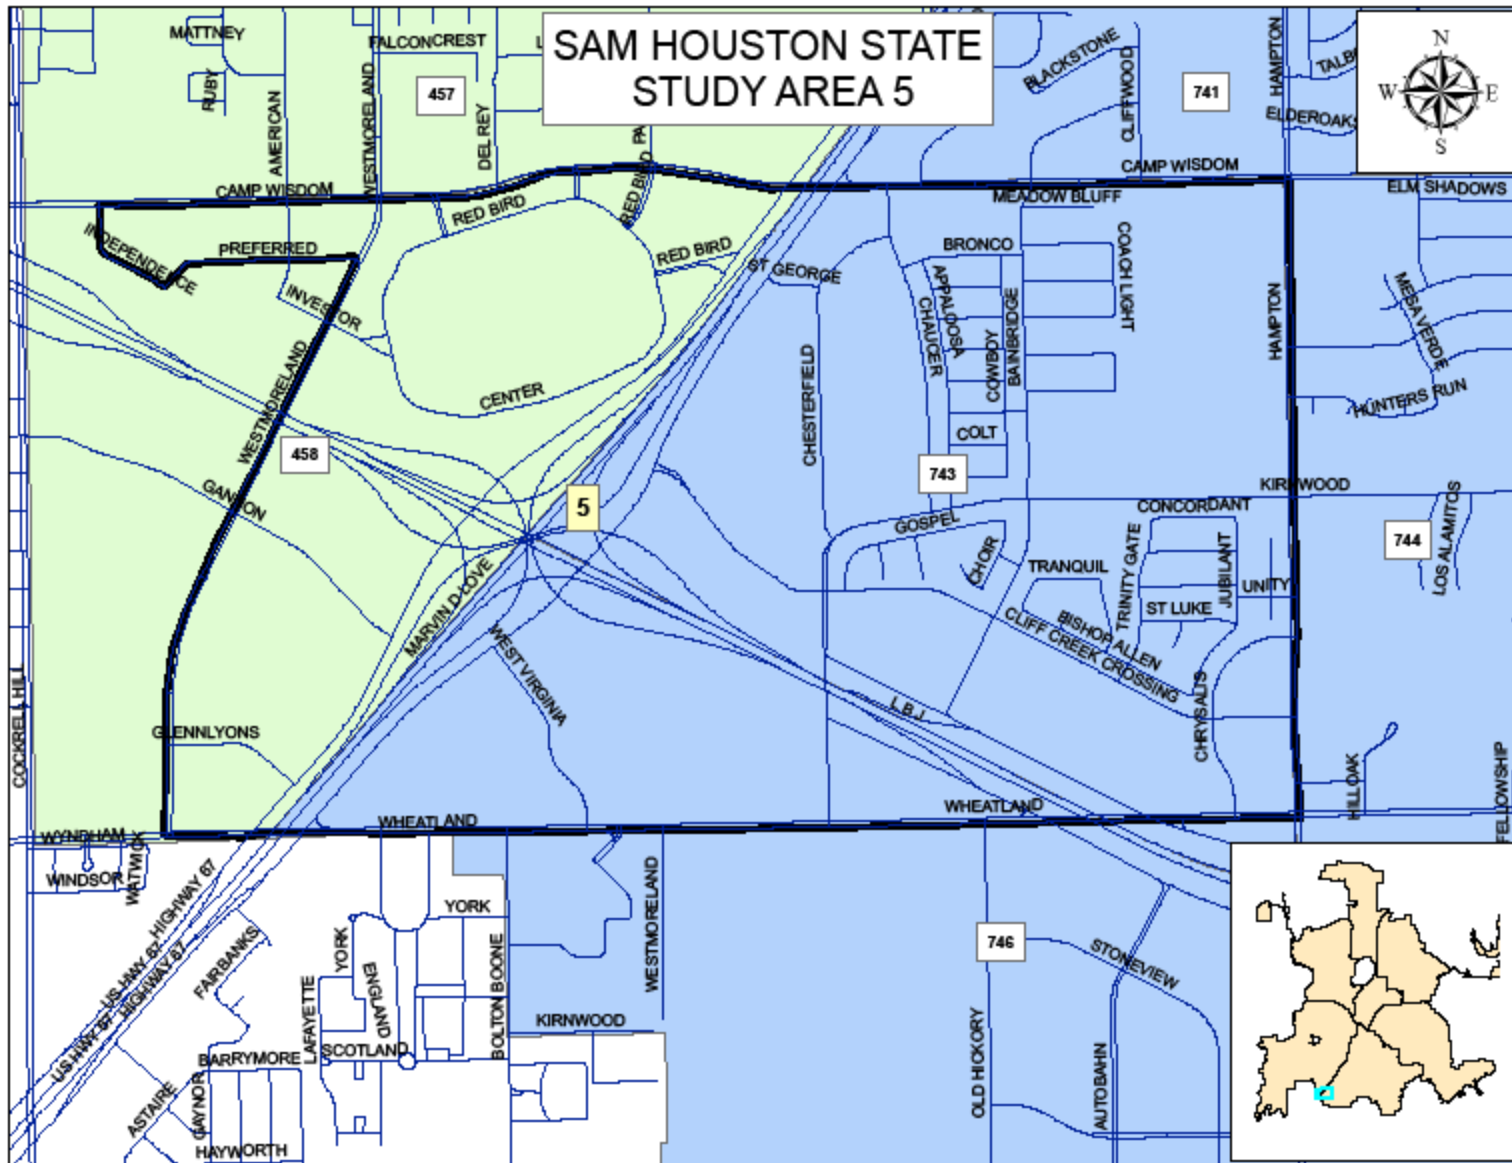 SAM HOUSTON STATE
STUDY AREA 5
N
W E
S
MATTNEY
FALCONCREST
RUBY
AMERICAN
WESTMORELAND
457
DEL REY
BLACKSTONE
CLIFFWOOD
741
HAMPTON
ELDEROAKS
CAMP WISDOM
CAMP WISDOM
ELM SHADOWS
RED BIRD
RED BIRD
MEADOW BLUFF
INDEPENDENCE
PREFERRED
RED BIRD
ST GEORGE
BRONCO
COACH LIGHT
INVESTOR
APPALOOSA
CHAUCER
COWBOY
BAINBRIDGE
HAMPTON
MESA VERDE
WESTMORELAND
CENTER
CHESTERFIELD
HUNTERS RUN
458
COLT
743
GANNON
5
KIRNWOOD
CONCORDANT
GOSPEL
744
LOS ALAMITOS
CHOIR
TRANQUIL
TRINITY GATE
JUBILANT
UNITY
ST LUKE
MARVIN D LOVE
BISHOP ALLEN
CLIFF CREEK CROSSING
WEST VIRGINIA
L B J
CHRYSALIS
COCKRELL HILL
GLENNLYONS
HILL OAK
FELLOWSHIP
WHEATLAND
WHEATLAND
WYNDHAM
WATWICK
WINDSOR
HIGHWAY 67
US HWY 67
HIGHWAY 67
US HWY 67
FAIRBANKS
YORK
YORK
ENGLAND
LAFAYETTE
BOLTON BOONE
WESTMORELAND
746
STONEVIEW
KIRNWOOD
SCOTLAND
BARRYMORE
OLD HICKORY
AUTOBAHN
ASTAIRE
GAYNOR
HAYWORTH